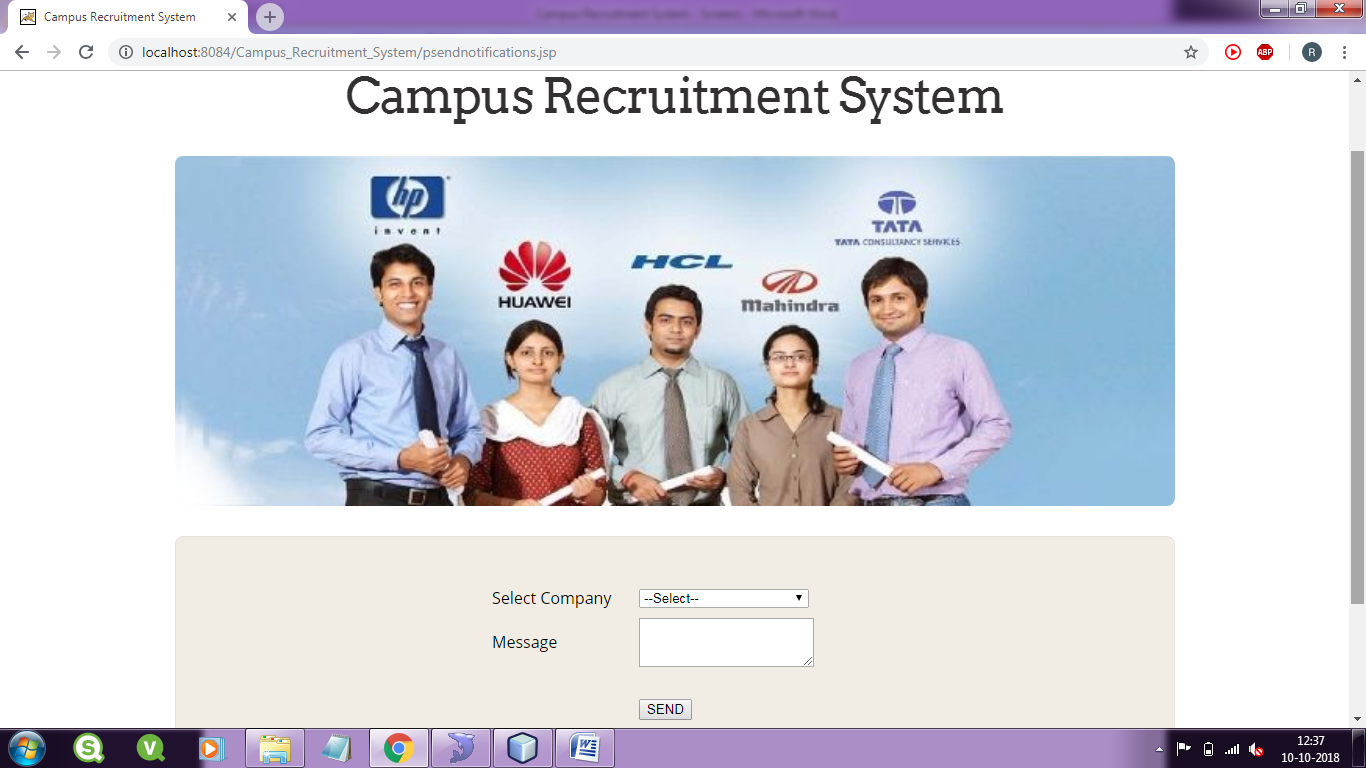 Campus Recruitment System
localhost:8084/Campus_Recruitment_System/psendnotifications.jsp
ABP
R
Campus Recruitment System
hp
invent
HUAWEI
HCL
Mahindra
TATA
TATA CONSULTANCY SERVICES
Select Company
--Select--
Message
SEND
S
V
W
12:37
10-10-2018